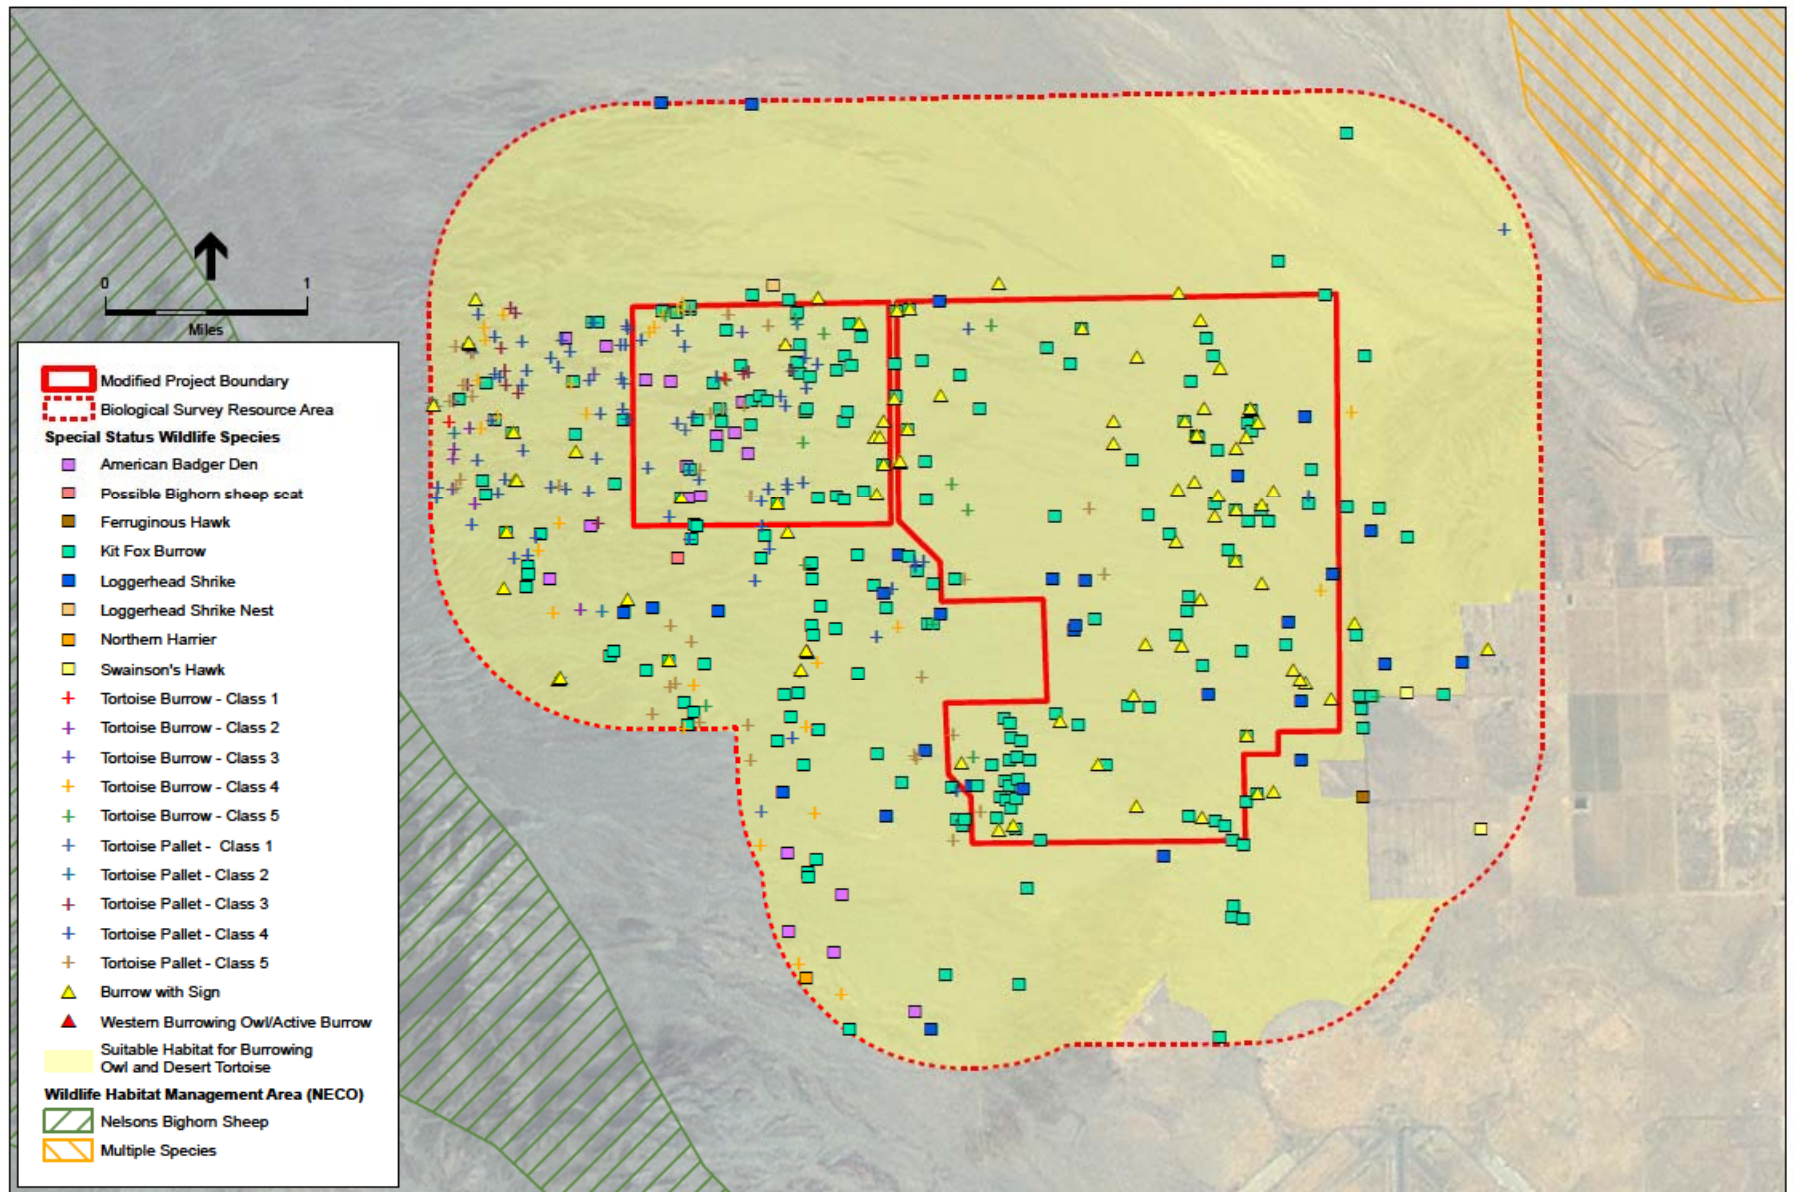 0 1
Miles
Modified Project Boundary
Biological Survey Resource Area
Special Status Wildlife Species
American Badger Den
Possible Bighorn sheep scat
Ferruginous Hawk
Kit Fox Burrow
Loggerhead Shrike
Loggerhead Shrike Nest
Northern Harrier
Swainson's Hawk
Tortoise Burrow - Class 1
Tortoise Burrow - Class 2
Tortoise Burrow - Class 3
Tortoise Burrow - Class 4
Tortoise Burrow - Class 5
Tortoise Pallet - Class 1
Tortoise Pallet - Class 2
Tortoise Pallet - Class 3
Tortoise Pallet - Class 4
Tortoise Pallet - Class 5
Burrow with Sign
Western Burrowing Owl/Active Burrow
Suitable Habitat for Burrowing
Owl and Desert Tortoise
Wildlife Habitat Management Area (NECO)
Nelsons Bighorn Sheep
Multiple Species